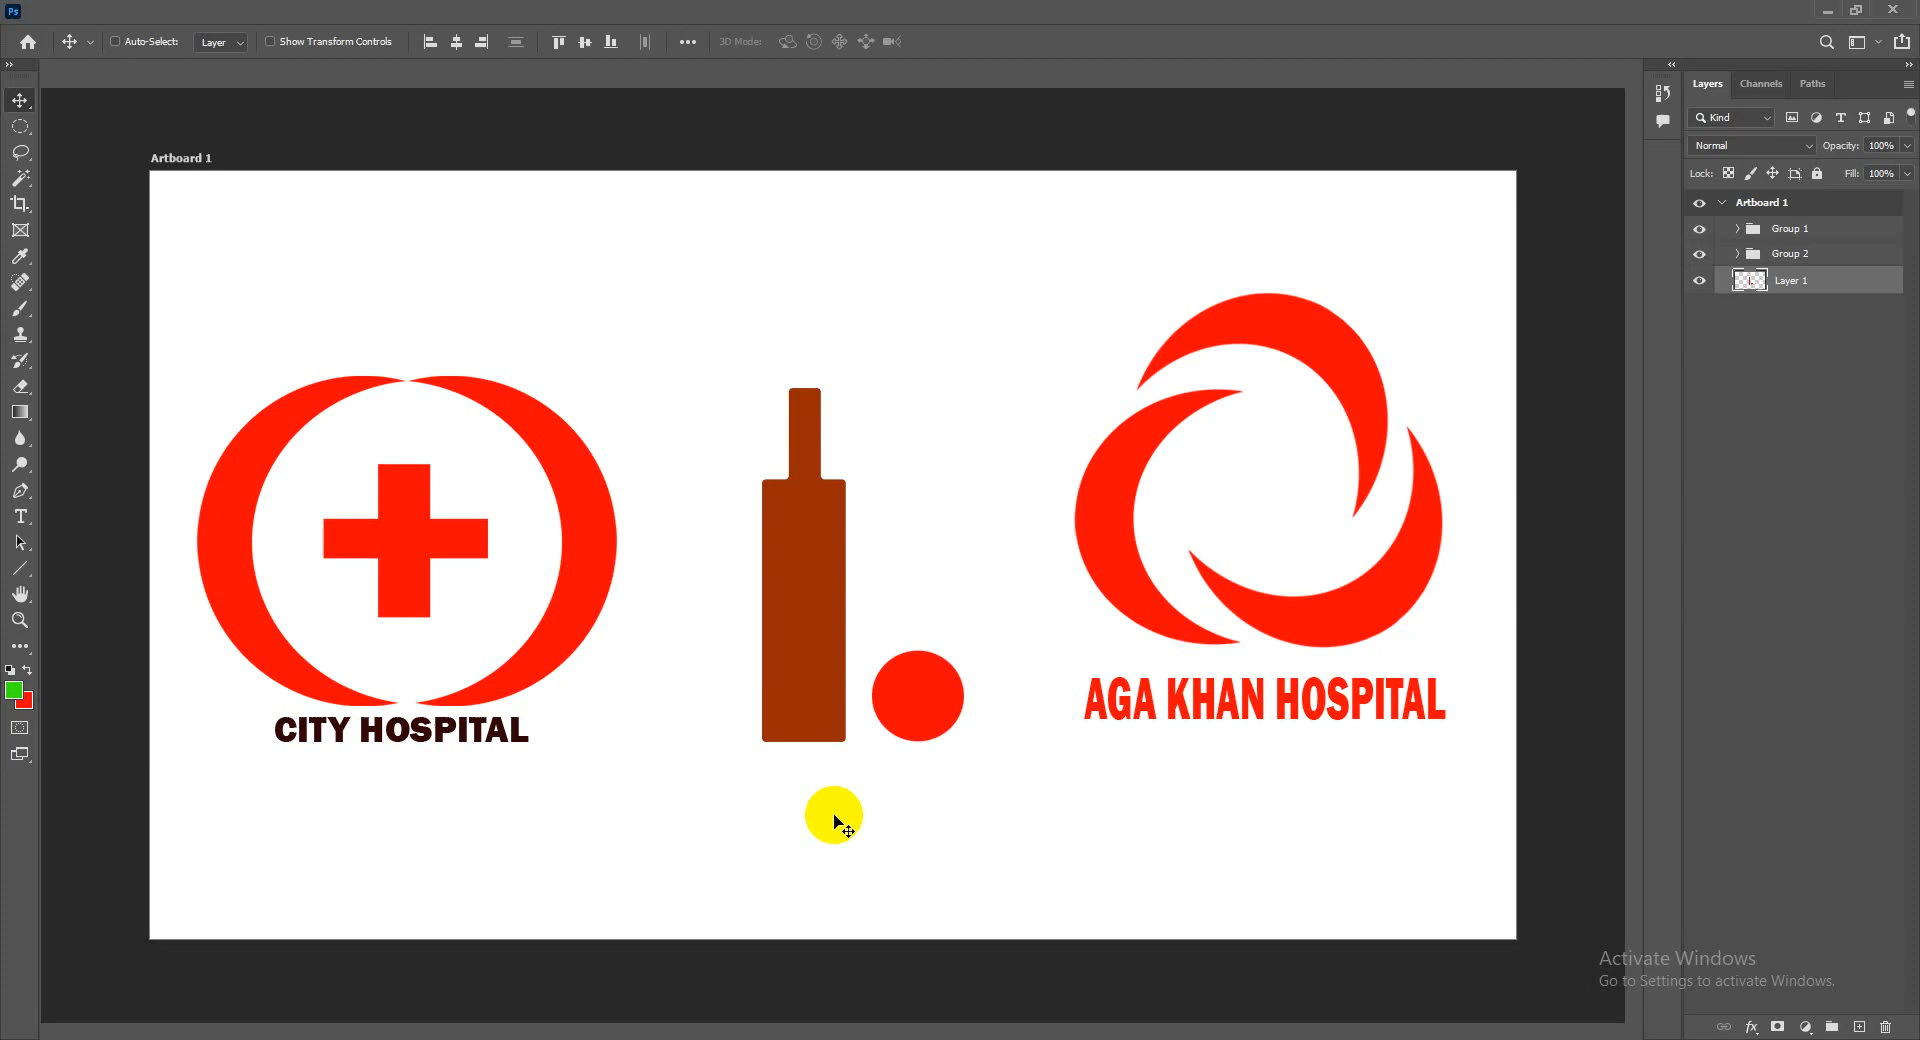 Ps
Auto-Select:
Layer
Show Transform Controls
3D Mode:
Layers
Channels
Paths
Kind
Normal
Opacity:
100%
Lock:
Fill:
100%
Artboard 1
Group 1
Group 2
Layer 1
Artboard 1
CITY HOSPITAL
AGA KHAN HOSPITAL
Activate Windows
Go to Settings to activate Windows.
fx